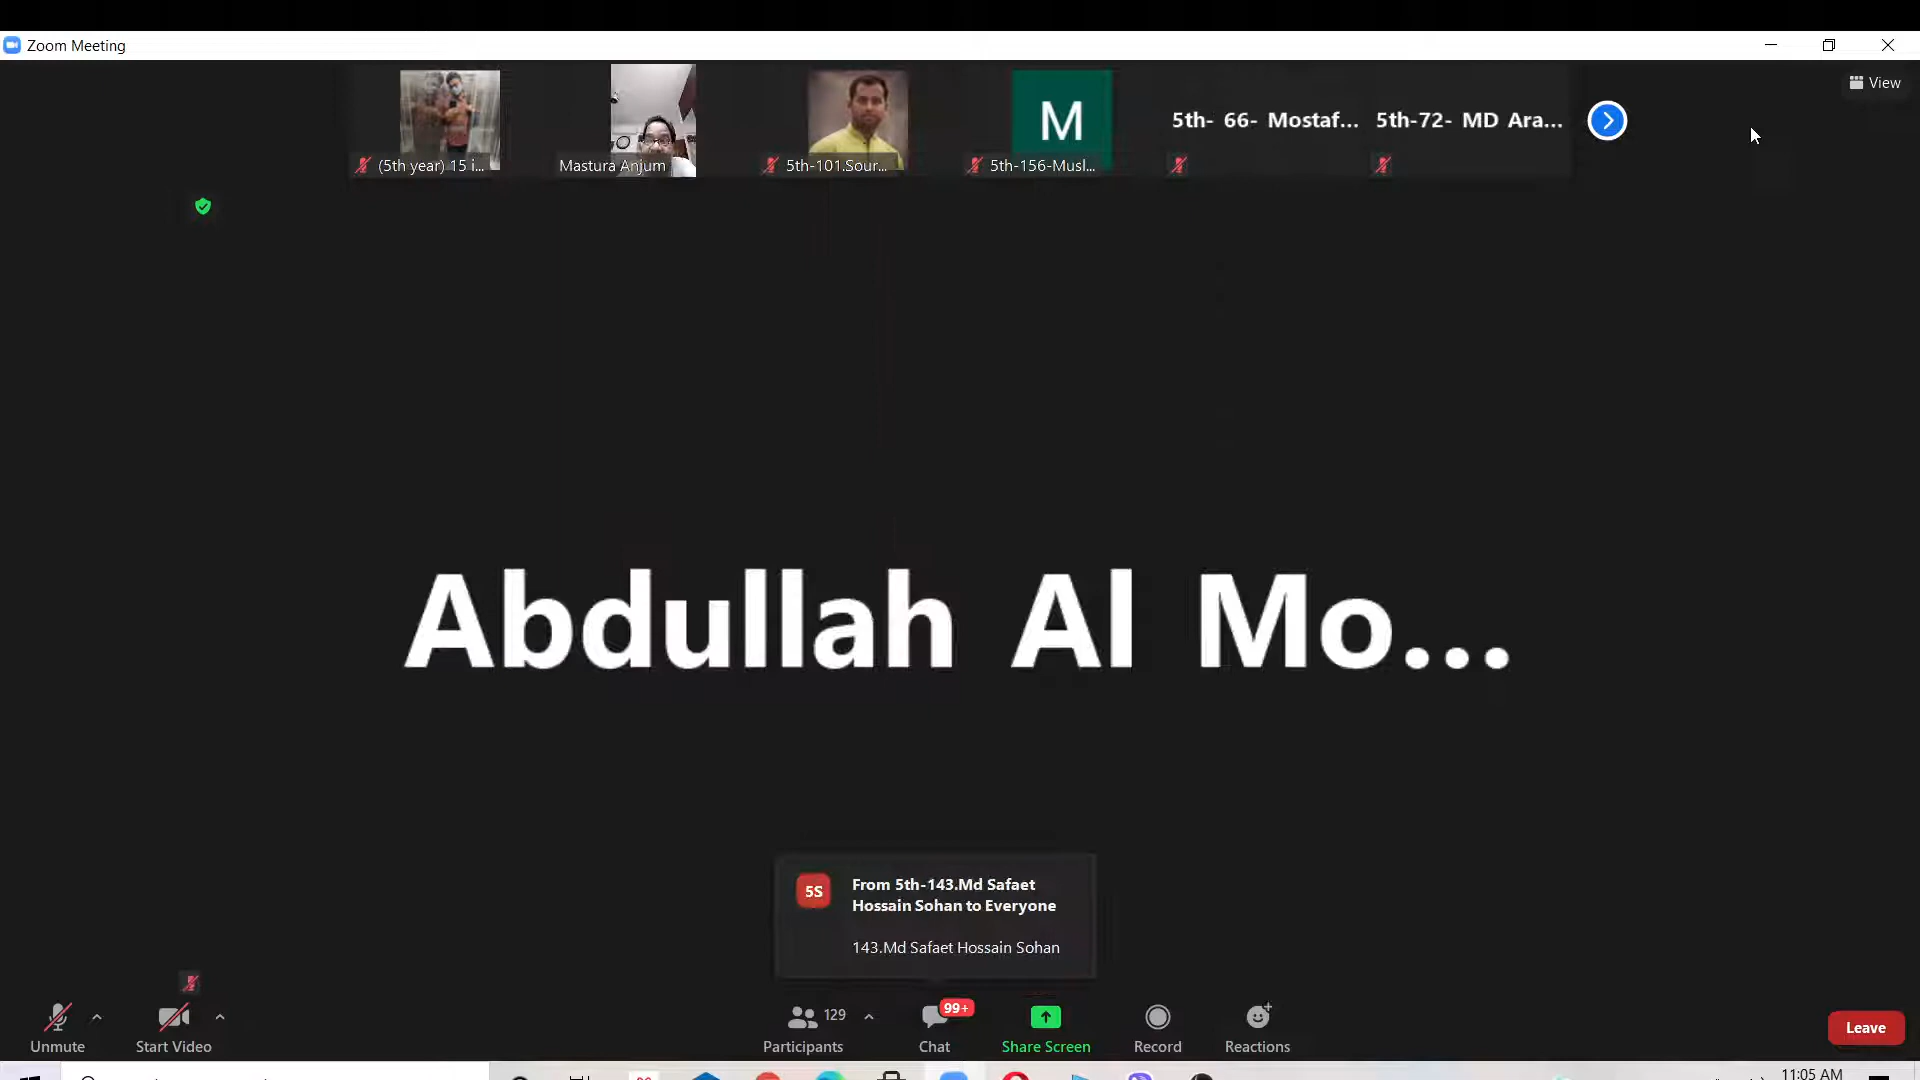 Zoom Meeting
View
(5th year) 15 i...
Mastura Anjum
5th-101.Sour...
M
5th-156-Musl...
5th- 66- Mostaf...
5th-72- MD Ara...
Abdullah Al Mo...
5S
From 5th-143.Md Safaet
Hossain Sohan to Everyone
143.Md Safaet Hossain Sohan
Unmute
Start Video
129
Participants
99+
Chat
Share Screen
Record
Reactions
Leave
11:05 AM